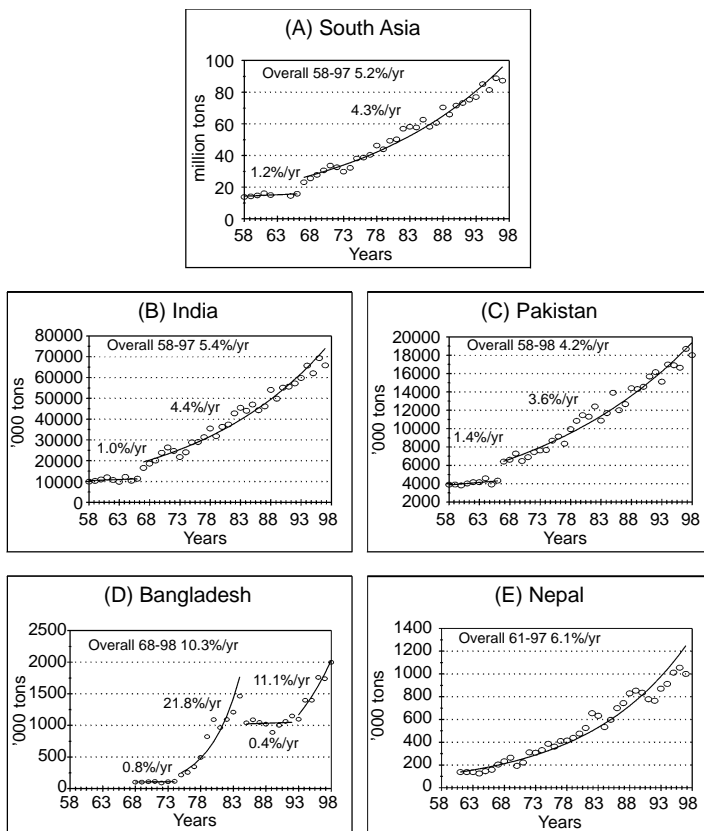 (A) South Asia
100
Overall 58-97 5.2%/yr
80
4.3%/yr
60
40
1.2%/yr
20
0
million tons
58 63 68 73 78 83 88 93 98
Years
(B) India
80000
Overall 58-97 5.4%/yr
70000
60000
50000
4.4%/yr
40000
30000
1.0%/yr
20000
10000
0
'000 tons
58 63 68 73 78 83 88 93 98
Years
(C) Pakistan
20000
Overall 58-98 4.2%/yr
18000
16000
14000
3.6%/yr
12000
10000
1.4%/yr
8000
6000
4000
2000
'000 tons
58 63 68 73 78 83 88 93 98
Years
(D) Bangladesh
2500
Overall 68-98 10.3%/yr
2000
11.1%/yr
1500
21.8%/yr
1000
0.4%/yr
500
0.8%/yr
0
'000 tons
58 63 68 73 78 83 88 93 98
Years
(E) Nepal
1400
Overall 61-97 6.1%/yr
1200
1000
800
600
400
200
0
'000 tons
58 63 68 73 78 83 88 93 98
Years